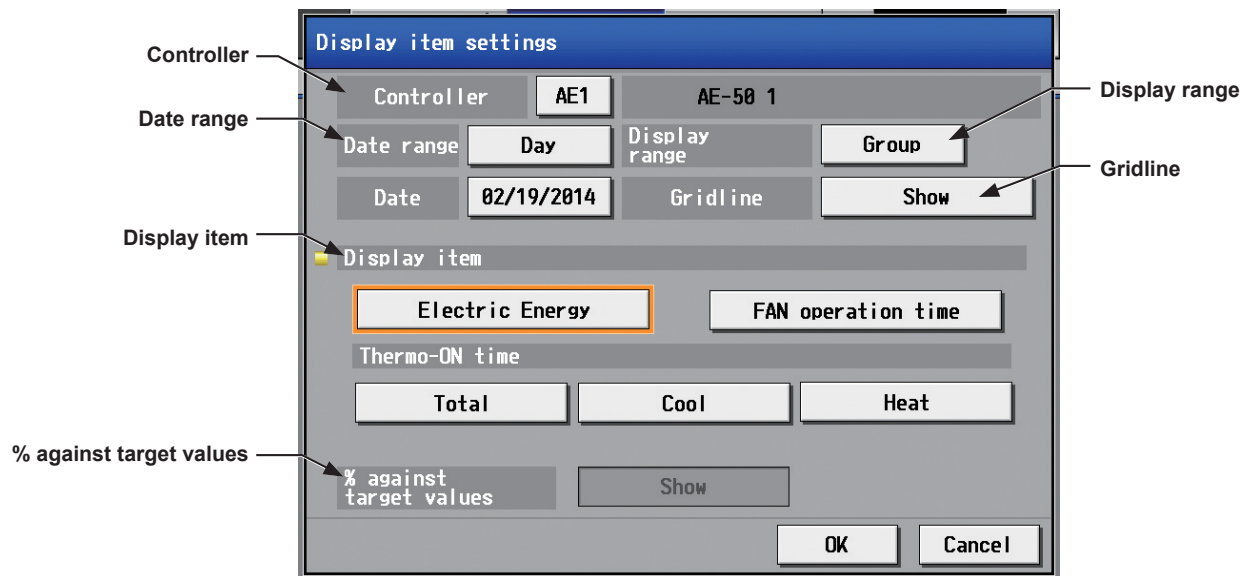 Display item settings
Controller
Controller
AE1
AE-50 1
Display range
Date range
Date range
Day
Display
range
Group
Gridline
Date
02/19/2014
Gridline
Show
Display item
Display item
Electric Energy
FAN operation time
Thermo-ON time
Total
Cool
Heat
% against target values
% against
target values
Show
OK
Cancel